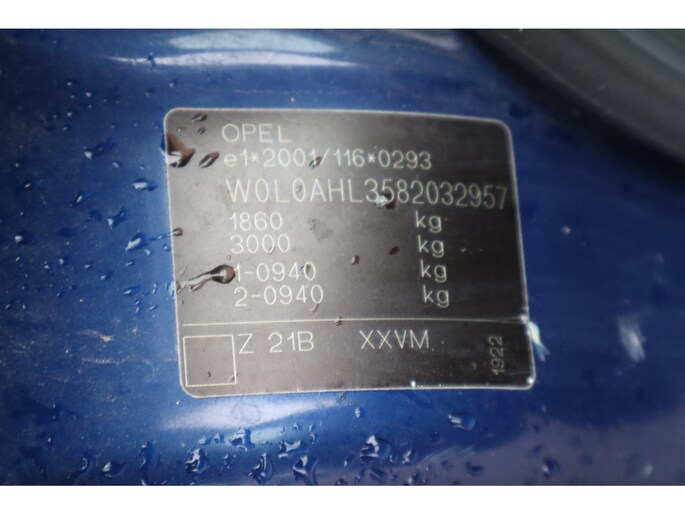 OPEL
e1*2001/116*0293
W0L0AHL3582032957
1860 kg
3000 kg
1-0940 kg
2-0940 kg
Z 21B XXVM
1922